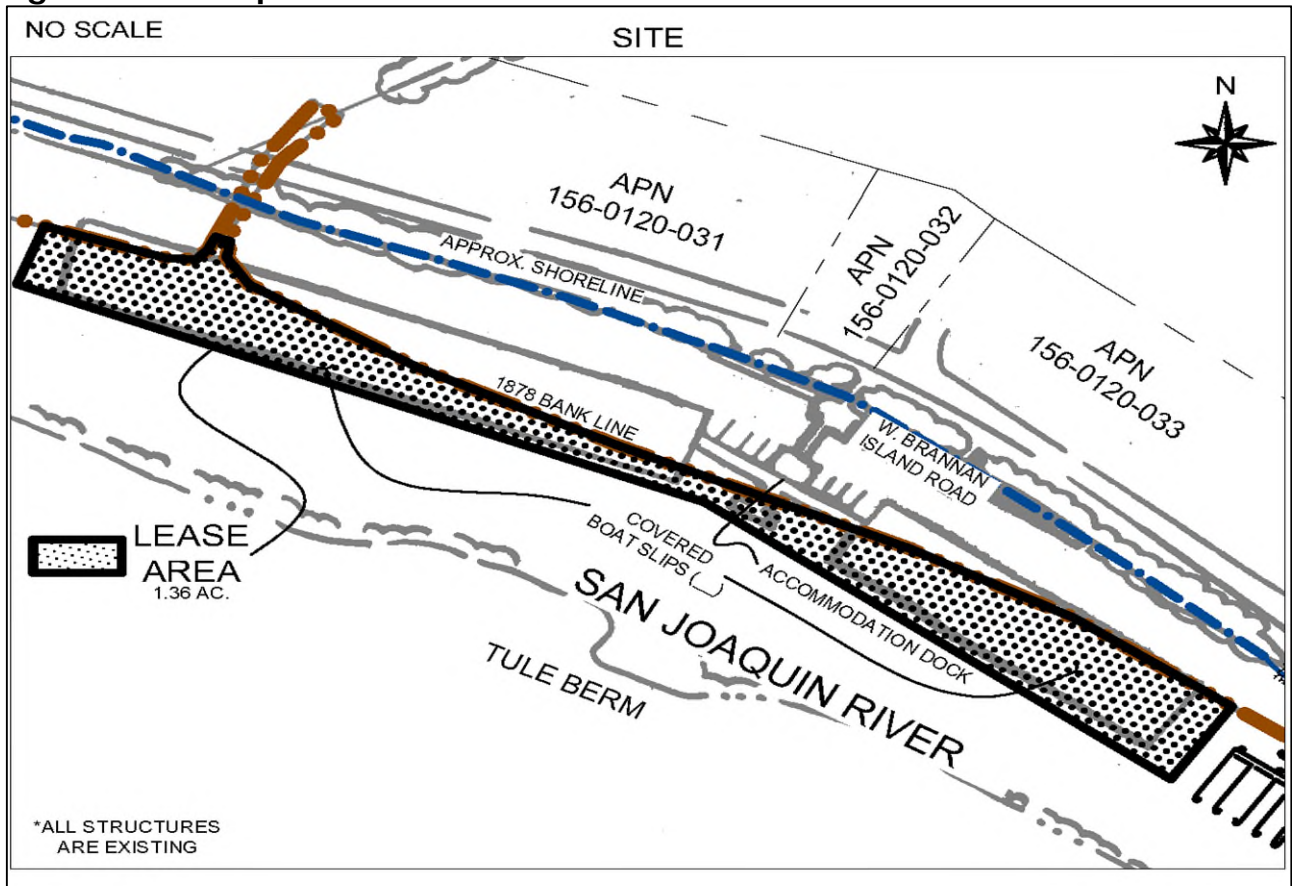 NO SCALE
SITE
N
APN
156-0120-031
APN
156-0120-032
APN
156-0120-033
APPROX. SHORELINE
1878 BANK LINE
W. BRANNAN
ISLAND ROAD
LEASE
AREA
1.36 AC.
COVERED
BOAT SLIPS (__)
ACCOMMODATION DOCK
SAN JOAQUIN RIVER
TULE BERM
*ALL STRUCTURES
ARE EXISTING